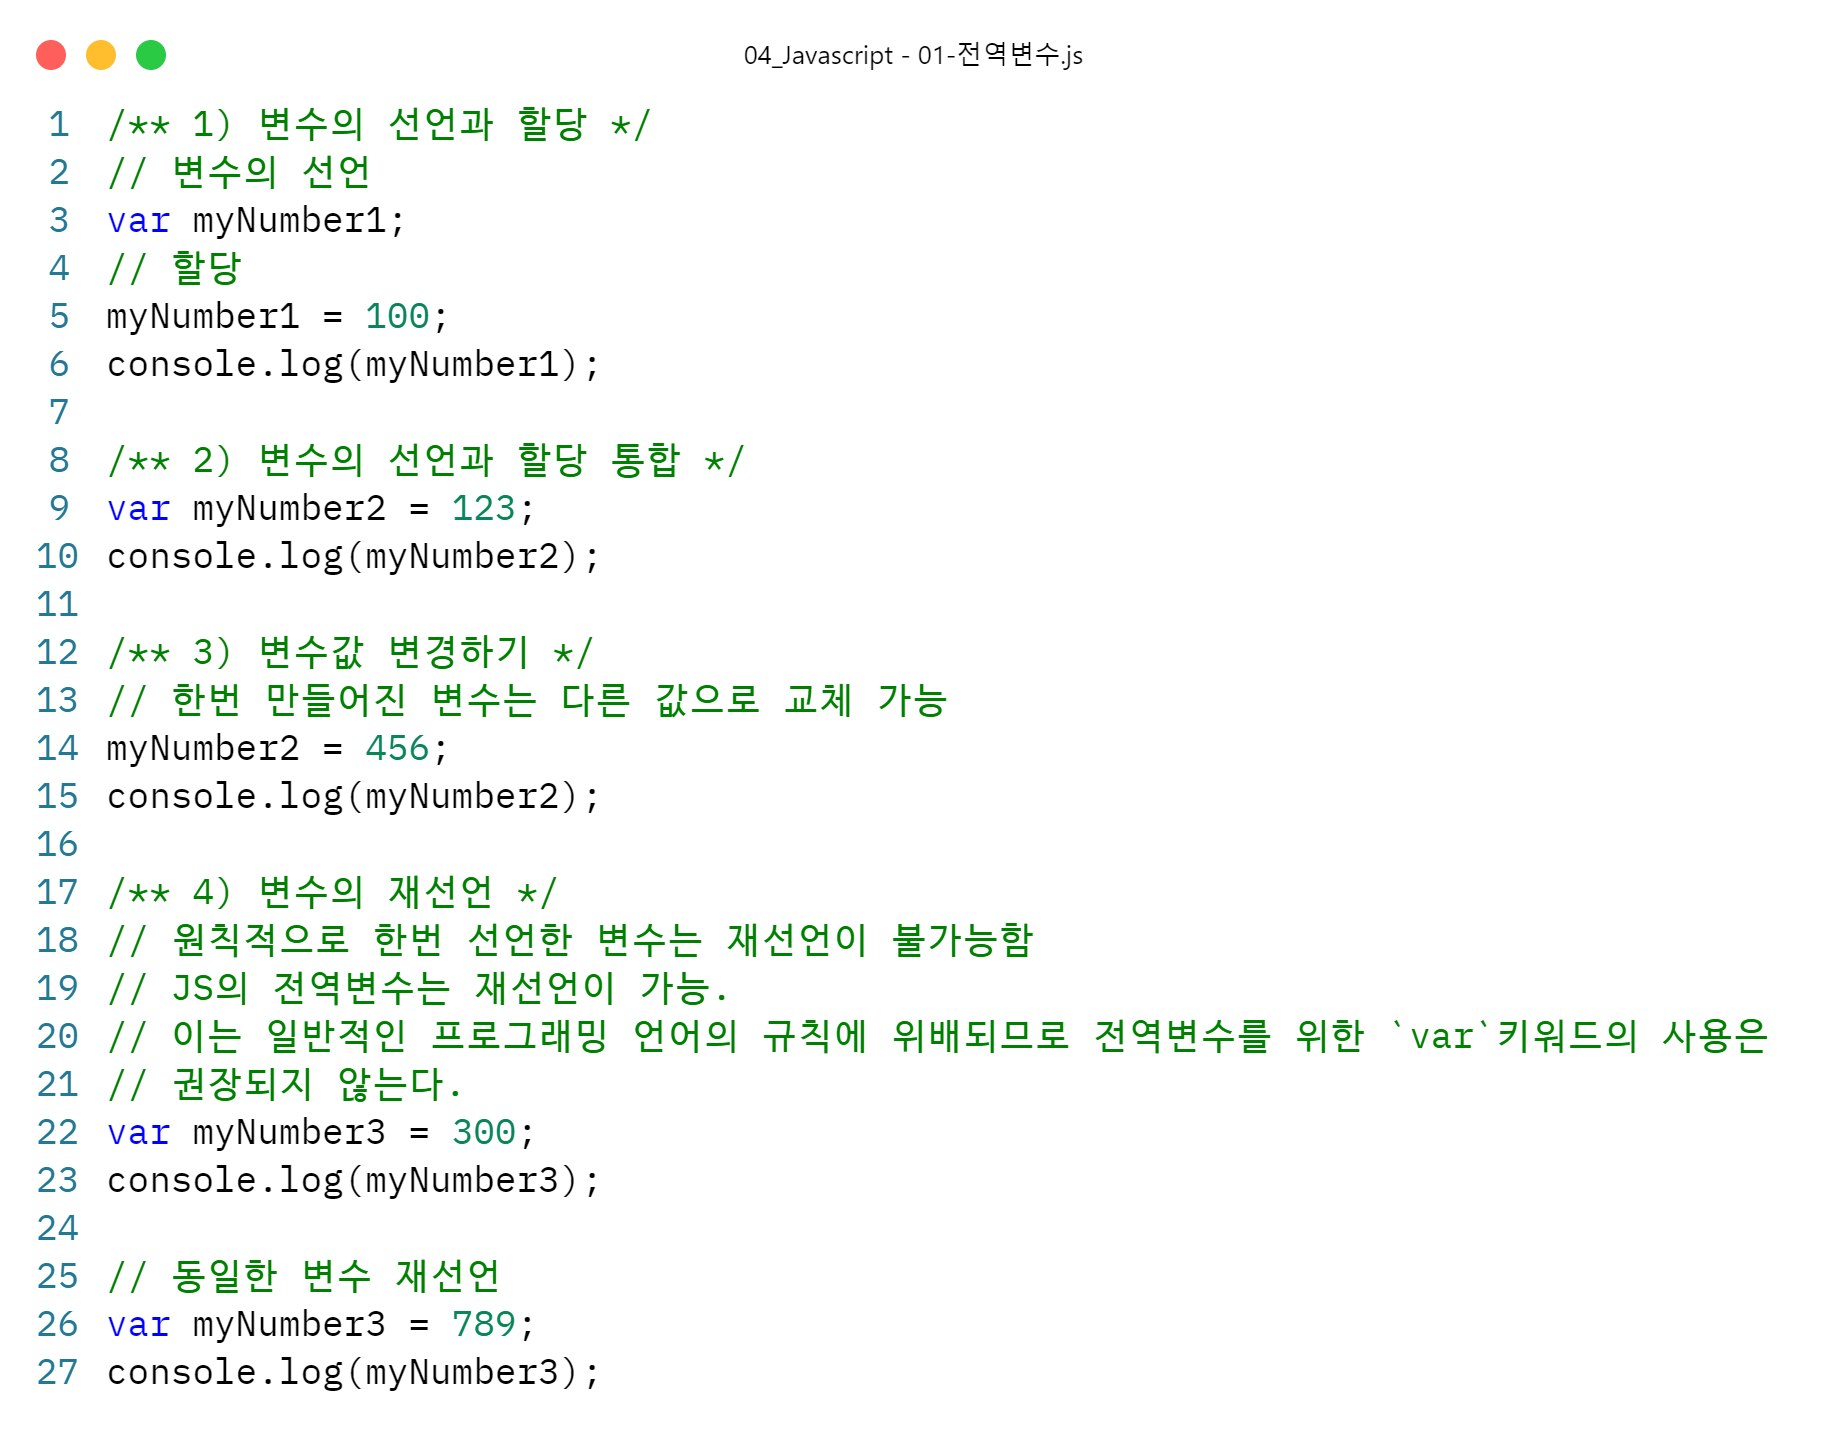 04_Javascript - 01-전역변수.js
1 /** 1) 변수의 선언과 할당 */
2 // 변수의 선언
3 var myNumber1;
4 // 할당
5 myNumber1 = 100;
6 console.log(myNumber1);
7
8 /** 2) 변수의 선언과 할당 통합 */
9 var myNumber2 = 123;
10 console.log(myNumber2);
11
12 /** 3) 변수값 변경하기 */
13 // 한번 만들어진 변수는 다른 값으로 교체 가능
14 myNumber2 = 456;
15 console.log(myNumber2);
16
17 /** 4) 변수의 재선언 */
18 // 원칙적으로 한번 선언한 변수는 재선언이 불가능함
19 // JS의 전역변수는 재선언이 가능.
20 // 이는 일반적인 프로그래밍 언어의 규칙에 위배되므로 전역변수를 위한 `var`키워드의 사용은
21 // 권장되지 않는다.
22 var myNumber3 = 300;
23 console.log(myNumber3);
24
25 // 동일한 변수 재선언
26 var myNumber3 = 789;
27 console.log(myNumber3);